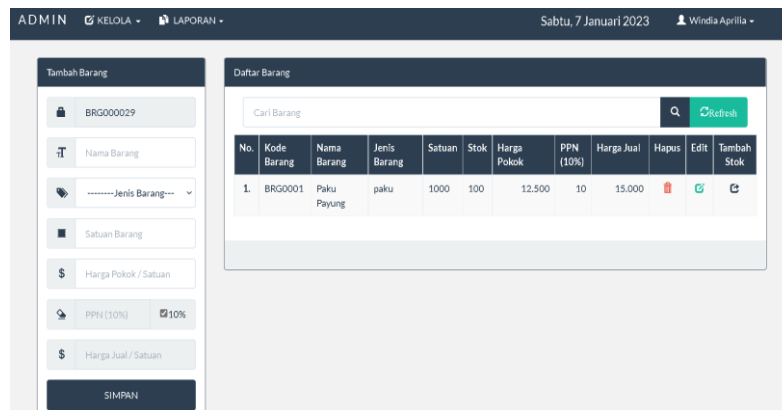 ADMIN KELOLA LAPORAN Sabtu, 7 Januari 2023 Windia Aprilia
Tambah Barang
BRG000029
Nama Barang
--------Jenis Barang---
Satuan Barang
Harga Pokok / Satuan
PPN (10%) 10%
Harga Jual / Satuan
SIMPAN
Daftar Barang
Cari Barang Refresh
No. Kode Barang Nama Barang Jenis Barang Satuan Stok Harga Pokok PPN (10%) Harga Jual Hapus Edit Tambah Stok
1. BRG0001 Paku Payung paku 1000 100 12.500 10 15.000